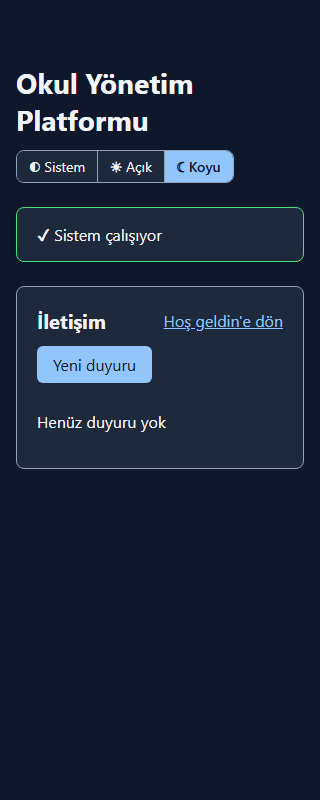 Okul Yönetim
Platformu
Sistem
Açık
Koyu
✓ Sistem çalışıyor
İletişim
Hoş geldin'e dön
Yeni duyuru
Henüz duyuru yok